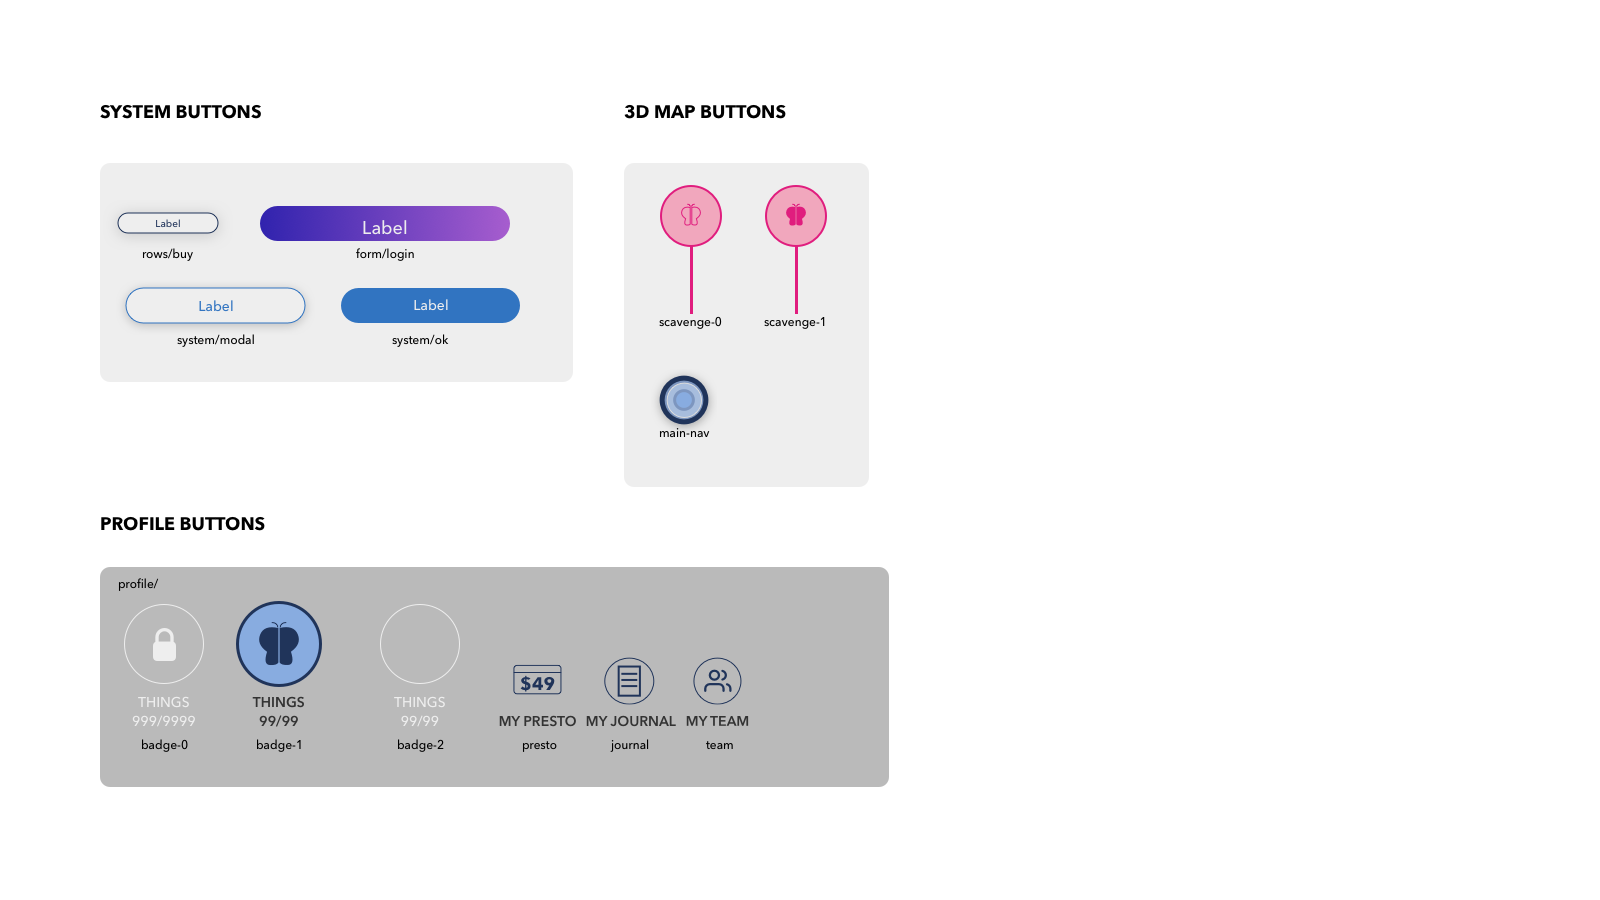 SYSTEM BUTTONS
Label
rows/buy
Label
form/login
Label
system/modal
Label
system/ok
3D MAP BUTTONS
scavenge-0
scavenge-1
main-nav
PROFILE BUTTONS
profile/
THINGS
999/9999
badge-0
THINGS
99/99
badge-1
THINGS
99/99
badge-2
$49
MY PRESTO
presto
MY JOURNAL
journal
MY TEAM
team